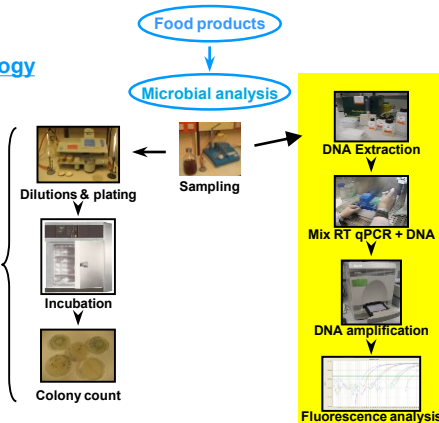 Food products
ogy
Microbial analysis
Sampling
Dilutions & plating
Incubation
Colony count
DNA Extraction
Mix RT qPCR + DNA
DNA amplification
Fluorescence analysis